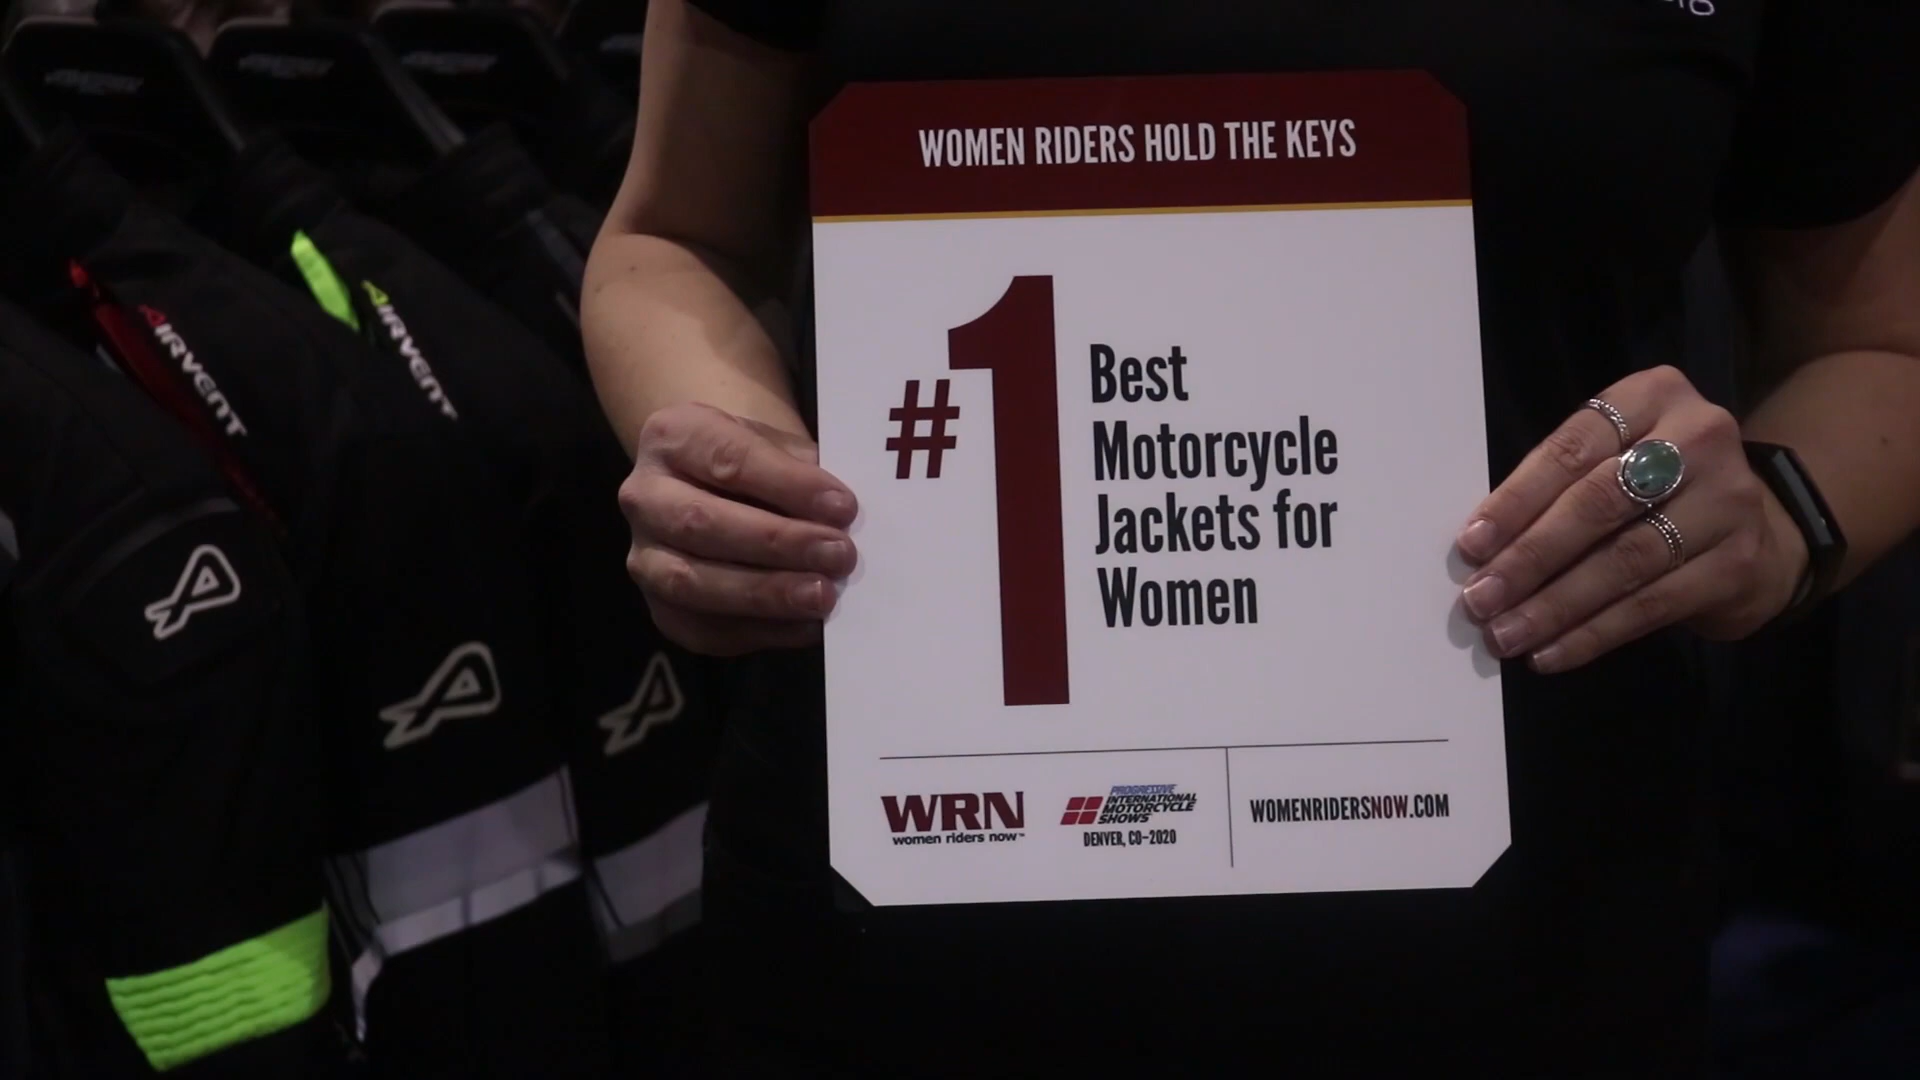 WOMEN RIDERS HOLD THE KEYS
#1
Best
Motorcycle
Jackets for
Women
WRN
women riders now™
PROGRESSIVE
INTERNATIONAL
MOTORCYCLE
SHOWS
DENVER, CO-2020
WOMENRIDERSNOW.COM
AIRVENT
AIRVENT